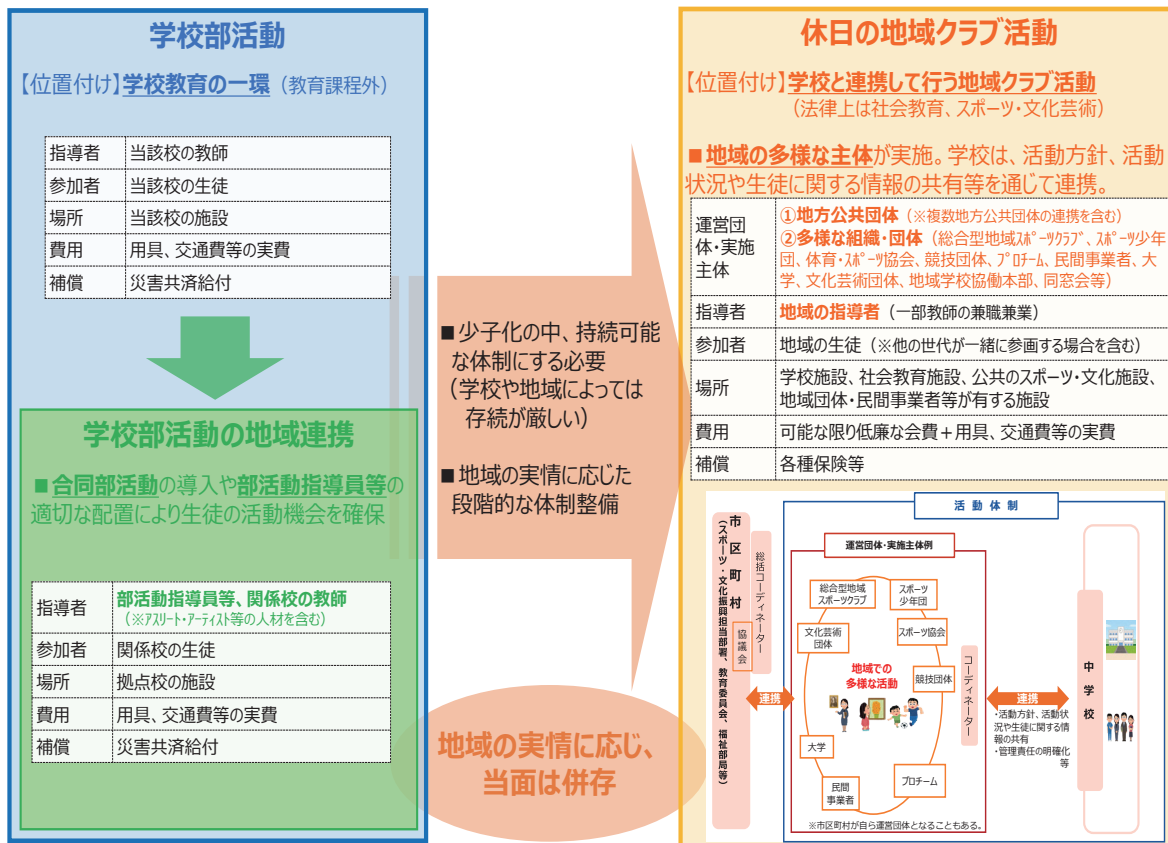 学校部活動
【位置付け】学校教育の一環（教育課程外）
指導者 当該校の教師
参加者 当該校の生徒
場所 当該校の施設
費用 用具、交通費等の実費
補償 災害共済給付
学校部活動の地域連携
■合同部活動の導入や部活動指導員等の
適切な配置により生徒の活動機会を確保
指導者 部活動指導員等、関係校の教師
（※アスリート・アーティスト等の人材を含む）
参加者 関係校の生徒
場所 拠点校の施設
費用 用具、交通費等の実費
補償 災害共済給付
■少子化の中、持続可能
な体制にする必要
（学校や地域によっては
存続が厳しい）
■地域の実情に応じた
段階的な体制整備
地域の実情に応じ、
当面は併存
休日の地域クラブ活動
【位置付け】学校と連携して行う地域クラブ活動
（法律上は社会教育、スポーツ・文化芸術）
■地域の多様な主体が実施。学校は、活動方針、活動
状況や生徒に関する情報の共有等を通じて連携。
運営団
体・実施
主体
①地方公共団体（※複数地方公共団体の連携を含む）
②多様な組織・団体（総合型地域ｽﾎﾟｰﾂｸﾗﾌﾞ、ｽﾎﾟｰﾂ少年
団、体育・ｽﾎﾟｰﾂ協会、競技団体、ﾌﾟﾛﾁｰﾑ、民間事業者、大
学、文化芸術団体、地域学校協働本部、同窓会等）
指導者 地域の指導者（一部教師の兼職兼業）
参加者 地域の生徒（※他の世代が一緒に参画する場合を含む）
場所 学校施設、社会教育施設、公共のスポーツ・文化施設、
地域団体・民間事業者等が有する施設
費用 可能な限り低廉な会費＋用具、交通費等の実費
補償 各種保険等
活動体制
市区町村
（スポーツ・文化振興担当部署、教育委員会、福祉部局等）
総括コーディネーター
協議会
連携
運営団体・実施主体例
総合型地域
スポーツクラブ
スポーツ
少年団
文化芸術
団体
スポーツ協会
地域での
多様な活動
競技団体
大学
民間
事業者
プロチーム
コーディネーター
※市区町村が自ら運営団体となることもある。
連携
・活動方針、活動状
況や生徒に関する情
報の共有
・管理責任の明確化
等
中学校